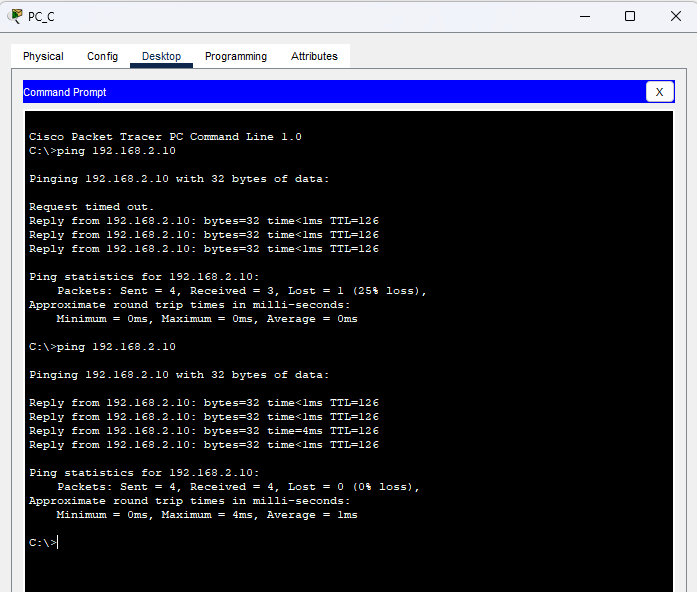 PC_C
Physical Config Desktop Programming Attributes
Command Prompt X
Cisco Packet Tracer PC Command Line 1.0
C:\>ping 192.168.2.10
Pinging 192.168.2.10 with 32 bytes of data:
Request timed out.
Reply from 192.168.2.10: bytes=32 time<1ms TTL=126
Reply from 192.168.2.10: bytes=32 time<1ms TTL=126
Reply from 192.168.2.10: bytes=32 time<1ms TTL=126
Ping statistics for 192.168.2.10:
    Packets: Sent = 4, Received = 3, Lost = 1 (25% loss),
Approximate round trip times in milli-seconds:
    Minimum = 0ms, Maximum = 0ms, Average = 0ms
C:\>ping 192.168.2.10
Pinging 192.168.2.10 with 32 bytes of data:
Reply from 192.168.2.10: bytes=32 time<1ms TTL=126
Reply from 192.168.2.10: bytes=32 time<1ms TTL=126
Reply from 192.168.2.10: bytes=32 time=4ms TTL=126
Reply from 192.168.2.10: bytes=32 time<1ms TTL=126
Ping statistics for 192.168.2.10:
    Packets: Sent = 4, Received = 4, Lost = 0 (0% loss),
Approximate round trip times in milli-seconds:
    Minimum = 0ms, Maximum = 4ms, Average = 1ms
C:\>